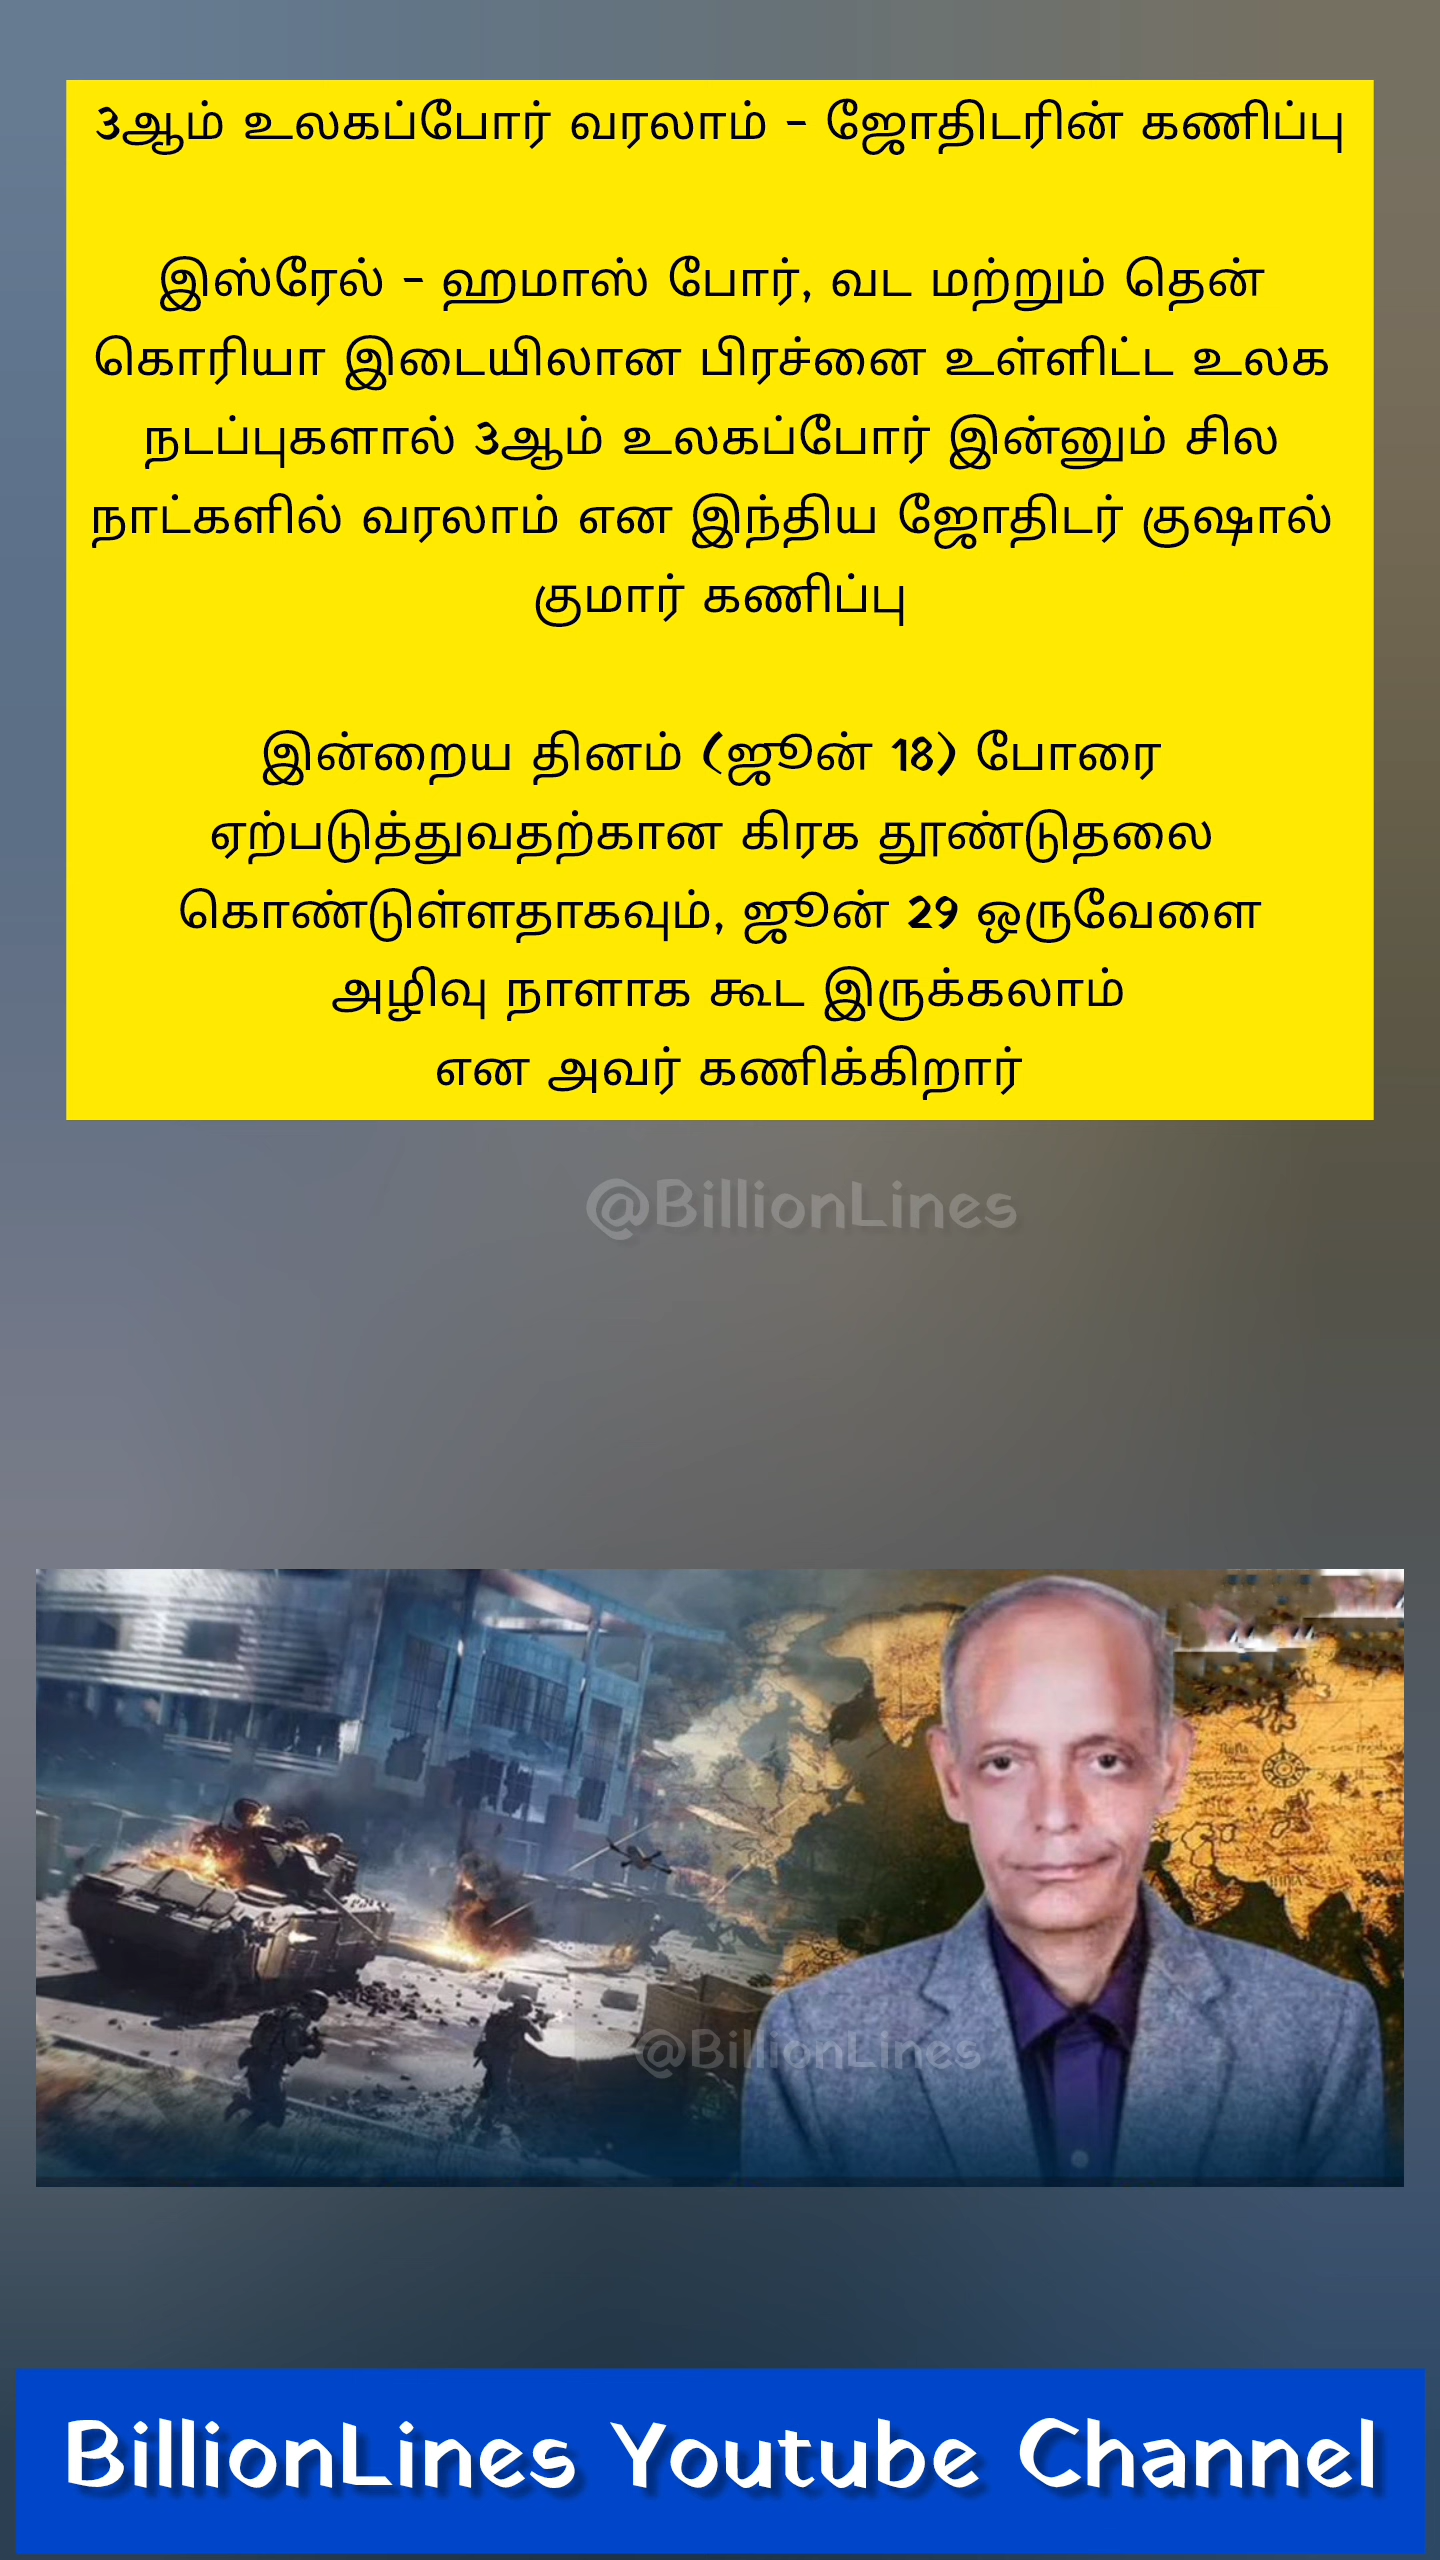 3ஆம் உலகப்போர் வரலாம் - ஜோதிடரின் கணிப்பு
இஸ்ரேல் - ஹமாஸ் போர், வட மற்றும் தென்
கொரியா இடையிலான பிரச்னை உள்ளிட்ட உலக
நடப்புகளால் 3ஆம் உலகப்போர் இன்னும் சில
நாட்களில் வரலாம் என இந்திய ஜோதிடர் குஷால்
குமார் கணிப்பு
இன்றைய தினம் (ஜூன் 18) போரை
ஏற்படுத்துவதற்கான கிரக தூண்டுதலை
கொண்டுள்ளதாகவும், ஜூன் 29 ஒருவேளை
அழிவு நாளாக கூட இருக்கலாம்
என அவர் கணிக்கிறார்
@BillionLines
@BillionLines
BillionLines Youtube Channel